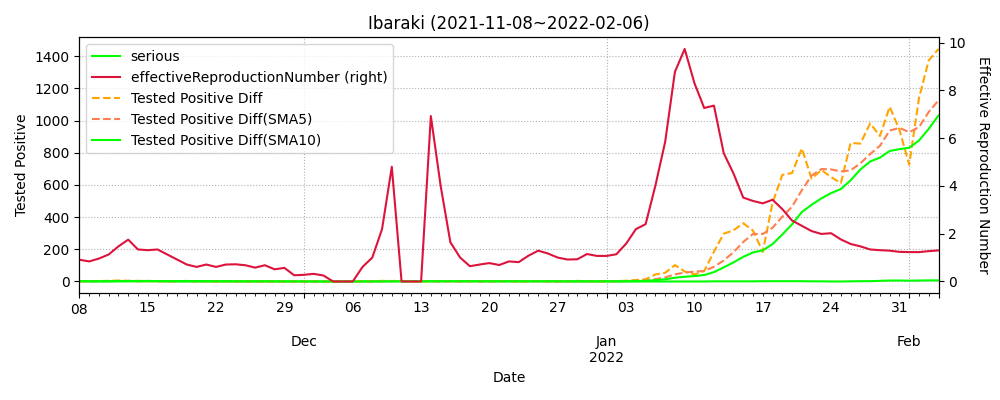 Ibaraki (2021-11-08~2022-02-06)
serious
effectiveReproductionNumber (right)
Tested Positive Diff
Tested Positive Diff(SMA5)
Tested Positive Diff(SMA10)
Tested Positive
1400
1200
1000
800
600
400
200
0
10
8
6
4
2
0
Effective Reproduction Number
08 15 22 29 06 13 20 27 03 10 17 24 31
Dec Jan Feb
2022
Date